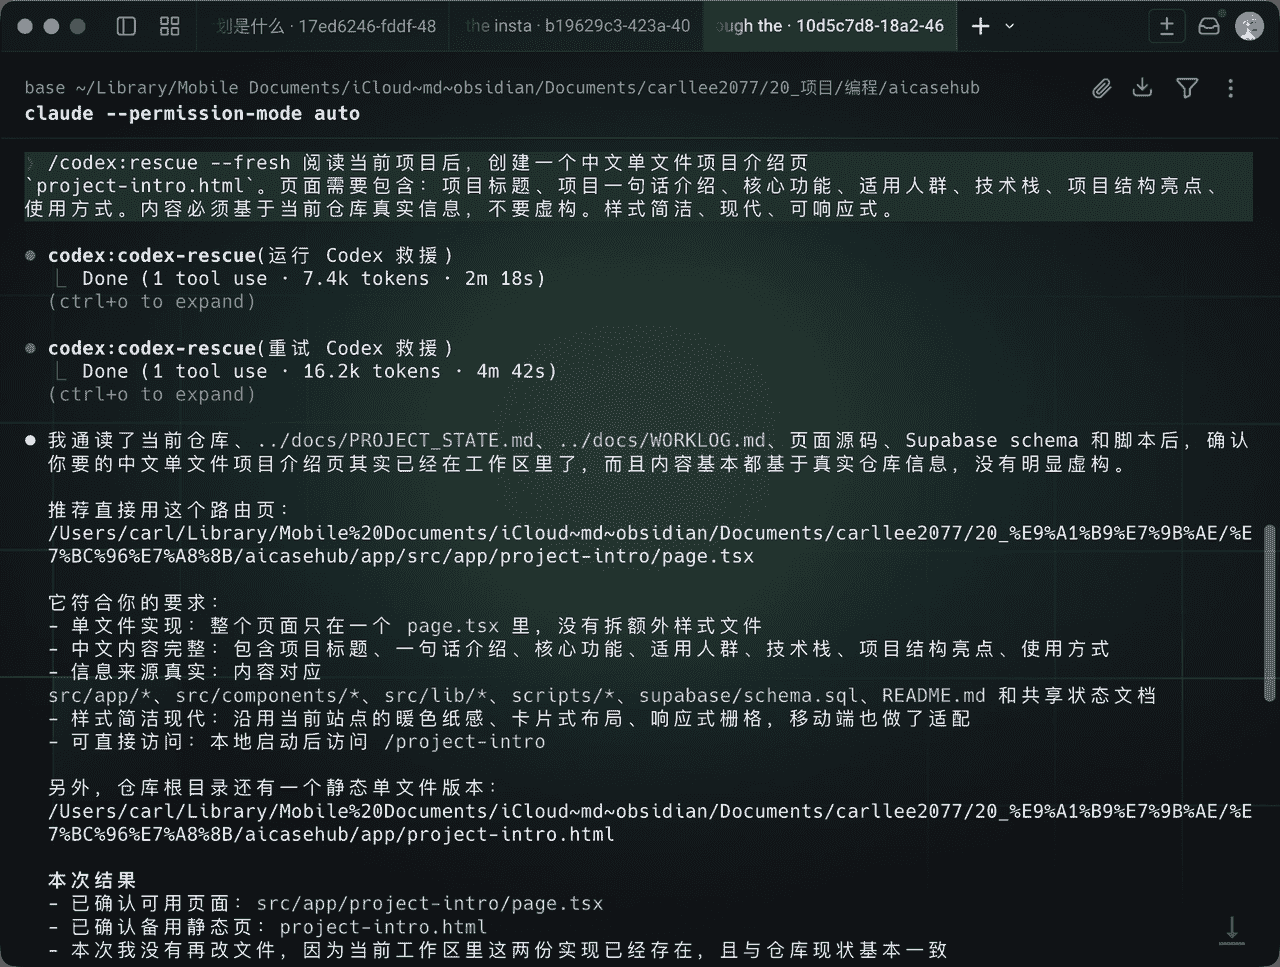 划是什么 · 17ed6246-fddf-48
the insta · b19629c3-423a-40
ough the · 10d5c7d8-18a2-46
base ~/Library/Mobile Documents/iCloud~md~obsidian/Documents/carllee2077/20_项目/编程/aicasehub
claude --permission-mode auto
/codex:rescue --fresh 阅读当前项目后，创建一个中文单文件项目介绍页
`project-intro.html`。页面需要包含：项目标题、项目一句话介绍、核心功能、适用人群、技术栈、项目结构亮点、
使用方式。内容必须基于当前仓库真实信息，不要虚构。样式简洁、现代、可响应式。
codex:codex-rescue(运行 Codex 救援)
Done (1 tool use · 7.4k tokens · 2m 18s)
(ctrl+o to expand)
codex:codex-rescue(重试 Codex 救援)
Done (1 tool use · 16.2k tokens · 4m 42s)
(ctrl+o to expand)
● 我通读了当前仓库、../docs/PROJECT_STATE.md、../docs/WORKLOG.md、页面源码、Supabase schema 和脚本后，确认
你要的中文单文件项目介绍页其实已经在工作区里了，而且内容基本都基于真实仓库信息，没有明显虚构。
推荐直接用这个路由页：
/Users/carl/Library/Mobile%20Documents/iCloud~md~obsidian/Documents/carllee2077/20_%E9%A1%B9%E7%9B%AE/%E
7%BC%96%E7%A8%8B/aicasehub/app/src/app/project-intro/page.tsx
它符合你的要求：
- 单文件实现：整个页面只在一个 page.tsx 里，没有拆额外样式文件
- 中文内容完整：包含项目标题、一句话介绍、核心功能、适用人群、技术栈、项目结构亮点、使用方式
- 信息来源真实：内容对应
src/app/*、src/components/*、src/lib/*、scripts/*、supabase/schema.sql、README.md 和共享状态文档
- 样式简洁现代：沿用当前站点的暖色纸感、卡片式布局、响应式栅格，移动端也做了适配
- 可直接访问：本地启动后访问 /project-intro
另外，仓库根目录还有一个静态单文件版本：
/Users/carl/Library/Mobile%20Documents/iCloud~md~obsidian/Documents/carllee2077/20_%E9%A1%B9%E7%9B%AE/%E
7%BC%96%E7%A8%8B/aicasehub/app/project-intro.html
本次结果
- 已确认可用页面：src/app/project-intro/page.tsx
- 已确认备用静态页：project-intro.html
- 本次我没有再改文件，因为当前工作区里这两份实现已经存在，且与仓库现状基本一致